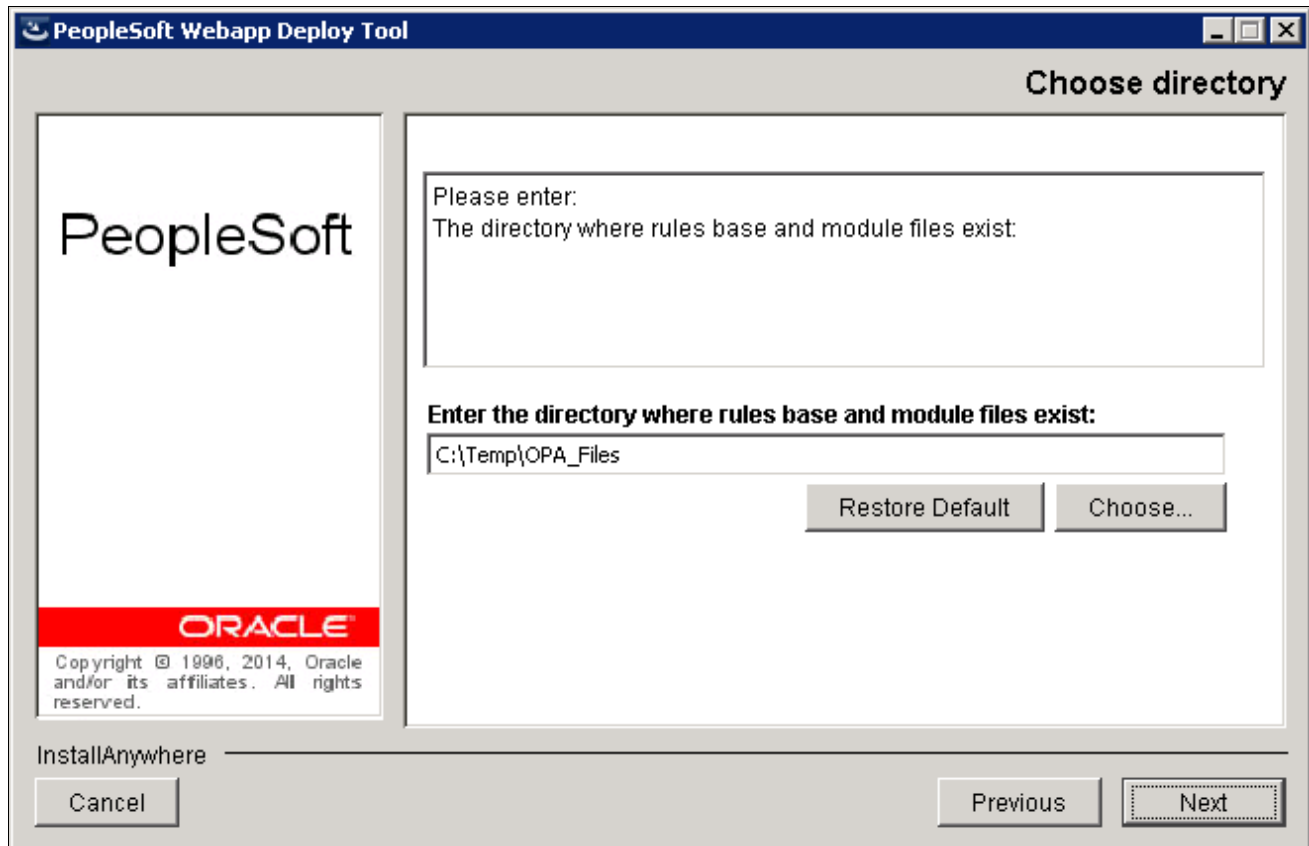 PeopleSoft Webapp Deploy Tool
Choose directory
PeopleSoft
ORACLE
Copyright © 1996, 2014, Oracle
and/or its affiliates. All rights
reserved.
Please enter:
The directory where rules base and module files exist:
Enter the directory where rules base and module files exist:
C:\Temp\OPA_Files
Restore Default
Choose...
InstallAnywhere
Cancel
Previous
Next